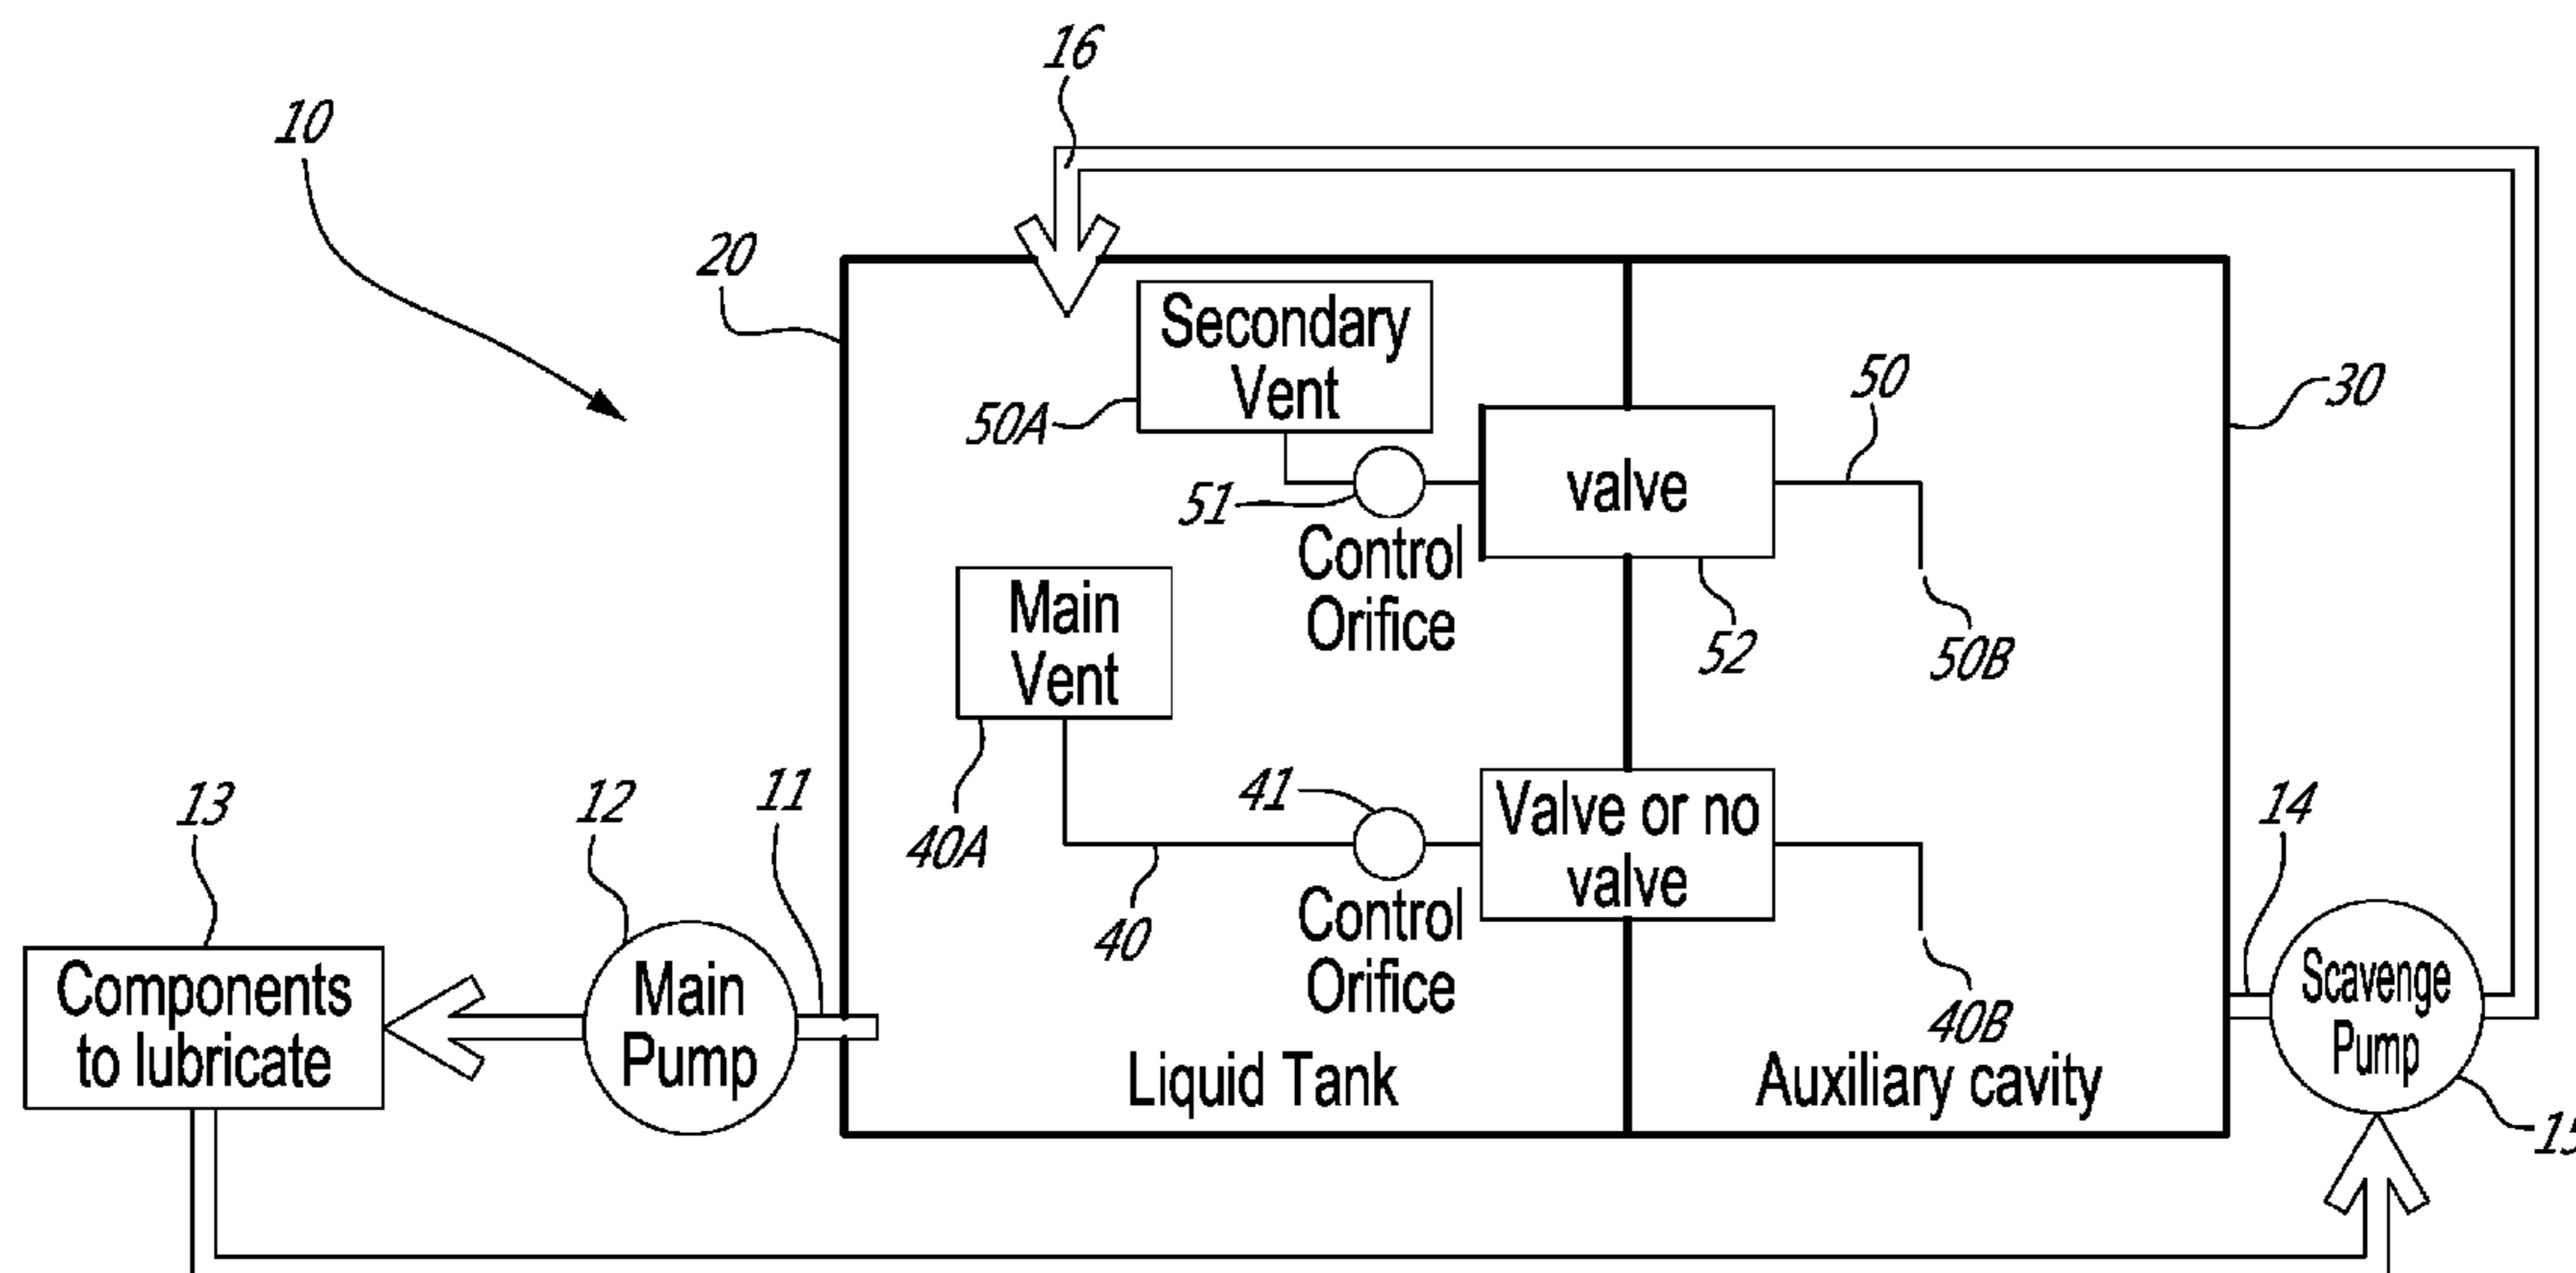 16
10
20
Secondary
Vent
50A
50
30
valve
51
Control
Orifice
Main
Vent
52
50B
13
12
11
41
Valve or no
valve
40A
40
14
Control
Orifice
Components
to lubricate
Main
Pump
Scavenge
Pump
40B
Liquid Tank
Auxiliary cavity
15